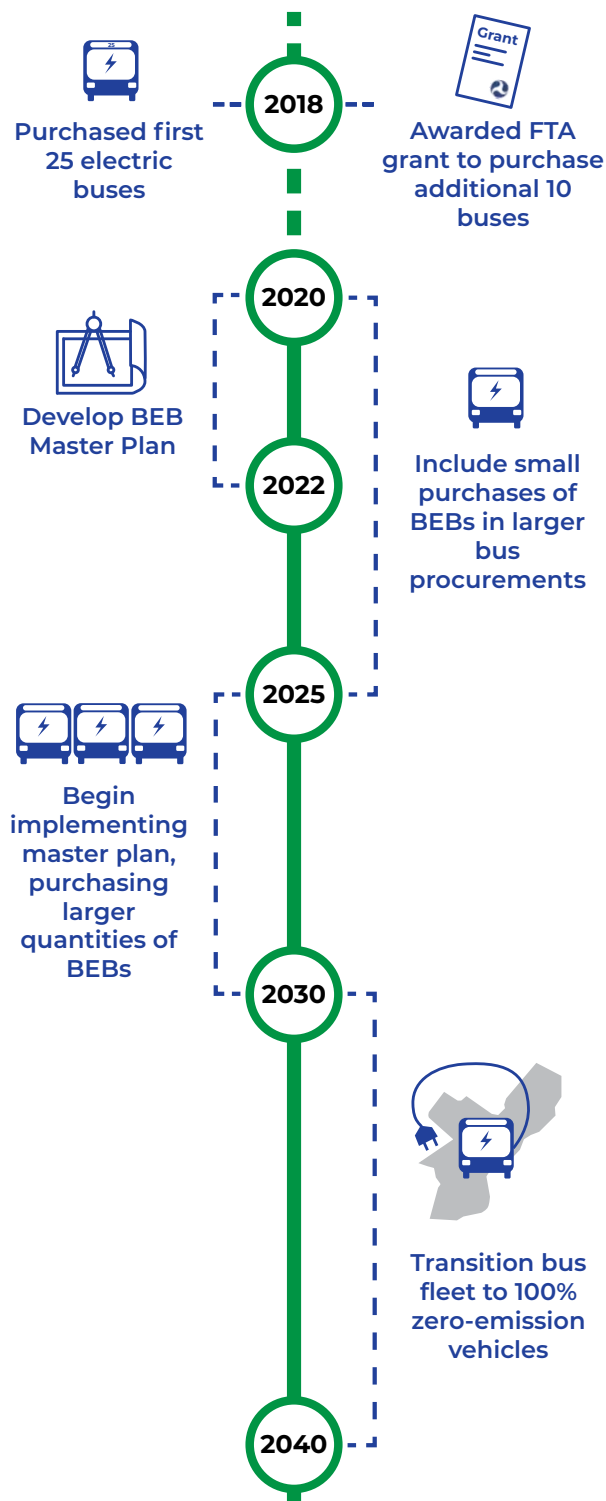 25
Grant
2018
Purchased first
25 electric
buses
Awarded FTA
grant to purchase
additional 10
buses
2020
Develop BEB
Master Plan
2022
Include small
purchases of
BEBs in larger
bus
procurements
2025
Begin
implementing
master plan,
purchasing
larger
quantities of
BEBs
2030
Transition bus
fleet to 100%
zero-emission
vehicles
2040